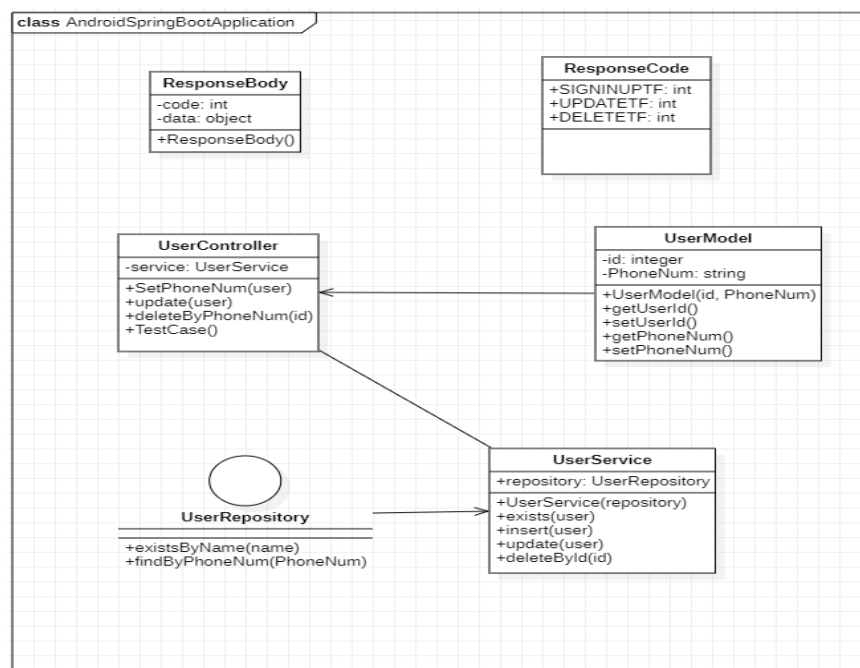 class AndroidSpringBootApplication
ResponseBody
-code: int
-data: object
+ResponseBody()
ResponseCode
+SIGNINUPTF: int
+UPDATETF: int
+DELETETF: int
UserController
-service: UserService
+SetPhoneNum(user)
+update(user)
+deleteByPhoneNum(id)
+TestCase()
UserModel
-id: integer
-PhoneNum: string
+UserModel(id, PhoneNum)
+getUserId()
+setUserId()
+getPhoneNum()
+setPhoneNum()
UserRepository
+existsByName(name)
+findByPhoneNum(PhoneNum)
UserService
+repository: UserRepository
+UserService(repository)
+exists(user)
+insert(user)
+update(user)
+deleteById(id)